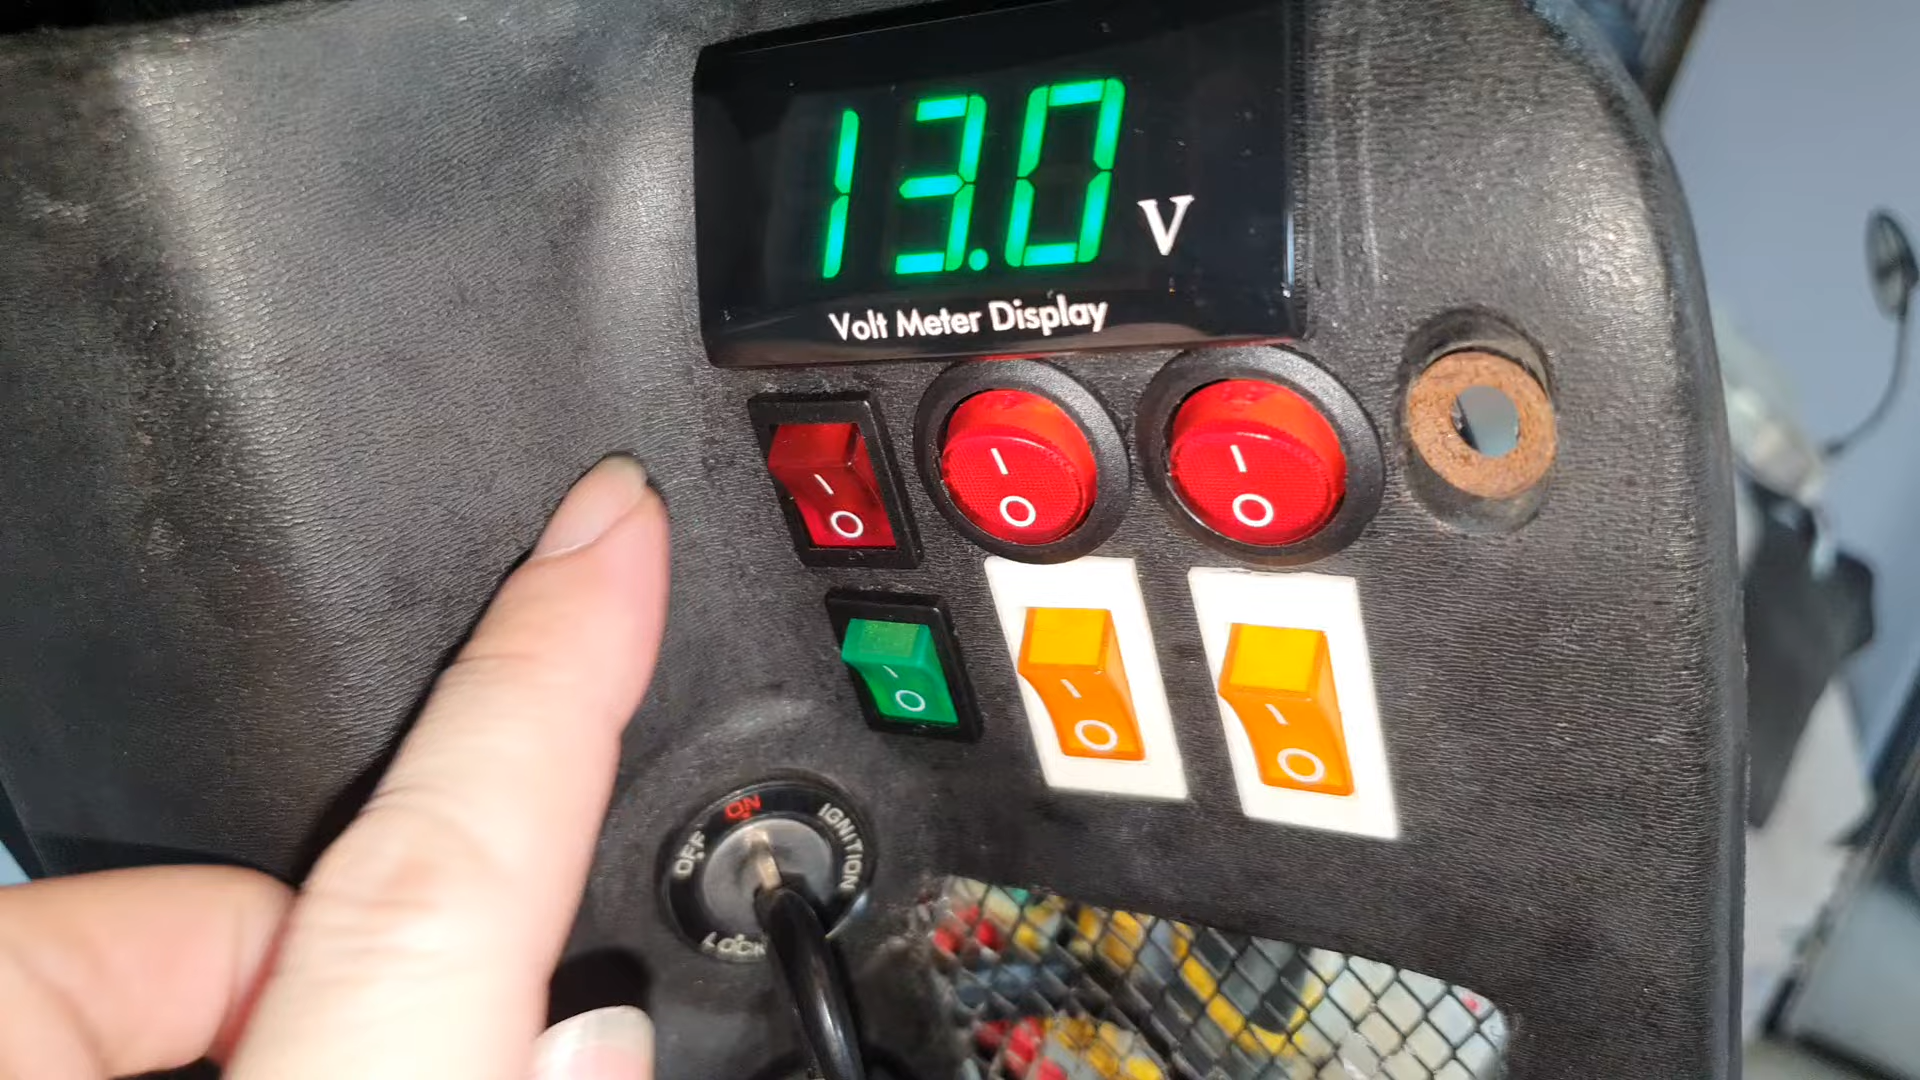 13.0 V
Volt Meter Display
I O
I O
I O
I O
I O
I O
OFF
ON
IGNITION
LOCK